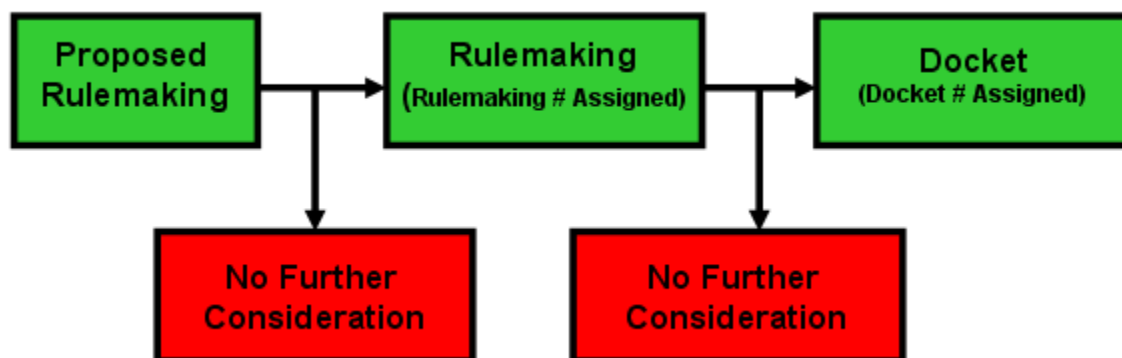 Proposed
Rulemaking
Rulemaking
(Rulemaking # Assigned)
Docket
(Docket # Assigned)
No Further
Consideration
No Further
Consideration